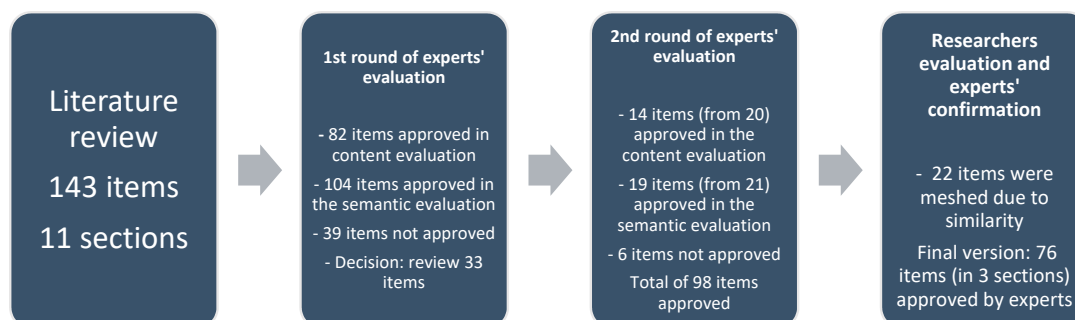 Literature
review
143 items
11 sections
1st round of experts'
evaluation
- 82 items approved in
content evaluation
- 104 items approved in
the semantic evaluation
- 39 items not approved
- Decision: review 33
items
2nd round of experts'
evaluation
- 14 items (from 20)
approved in the
content evaluation
- 19 items (from 21)
approved in the
semantic evaluation
- 6 items not approved
Total of 98 items
approved
Researchers
evaluation and
experts'
confirmation
- 22 items were
meshed due to
similarity
Final version: 76
items (in 3 sections)
approved by experts